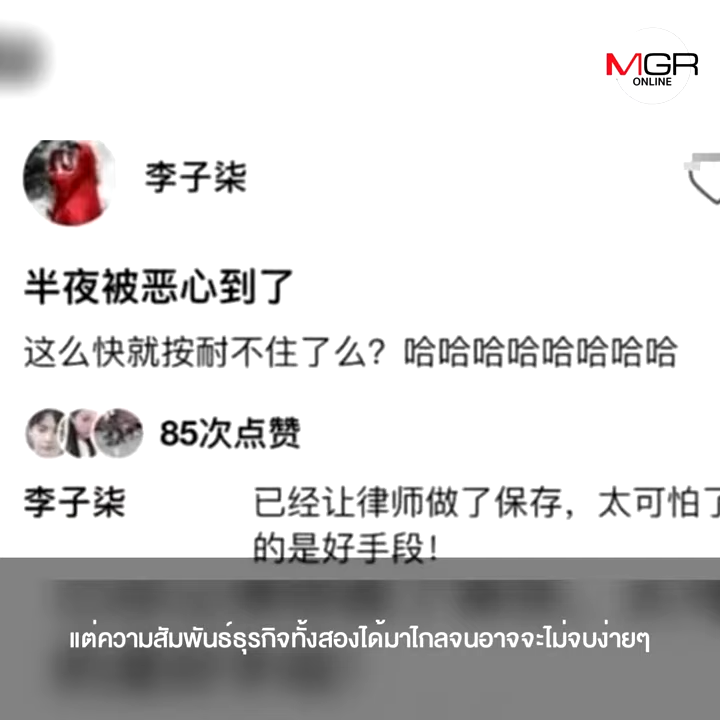 MGR
ONLINE
李子柒
半夜被恶心到了
这么快就按耐不住了么？哈哈哈哈哈哈哈哈
85次点赞
李子柒 已经让律师做了保存，太可怕了
的是好手段！
แต่ความสัมพันธ์ธุรกิจทั้งสองได้มาไกลจนอาจจะไม่จบง่ายๆ